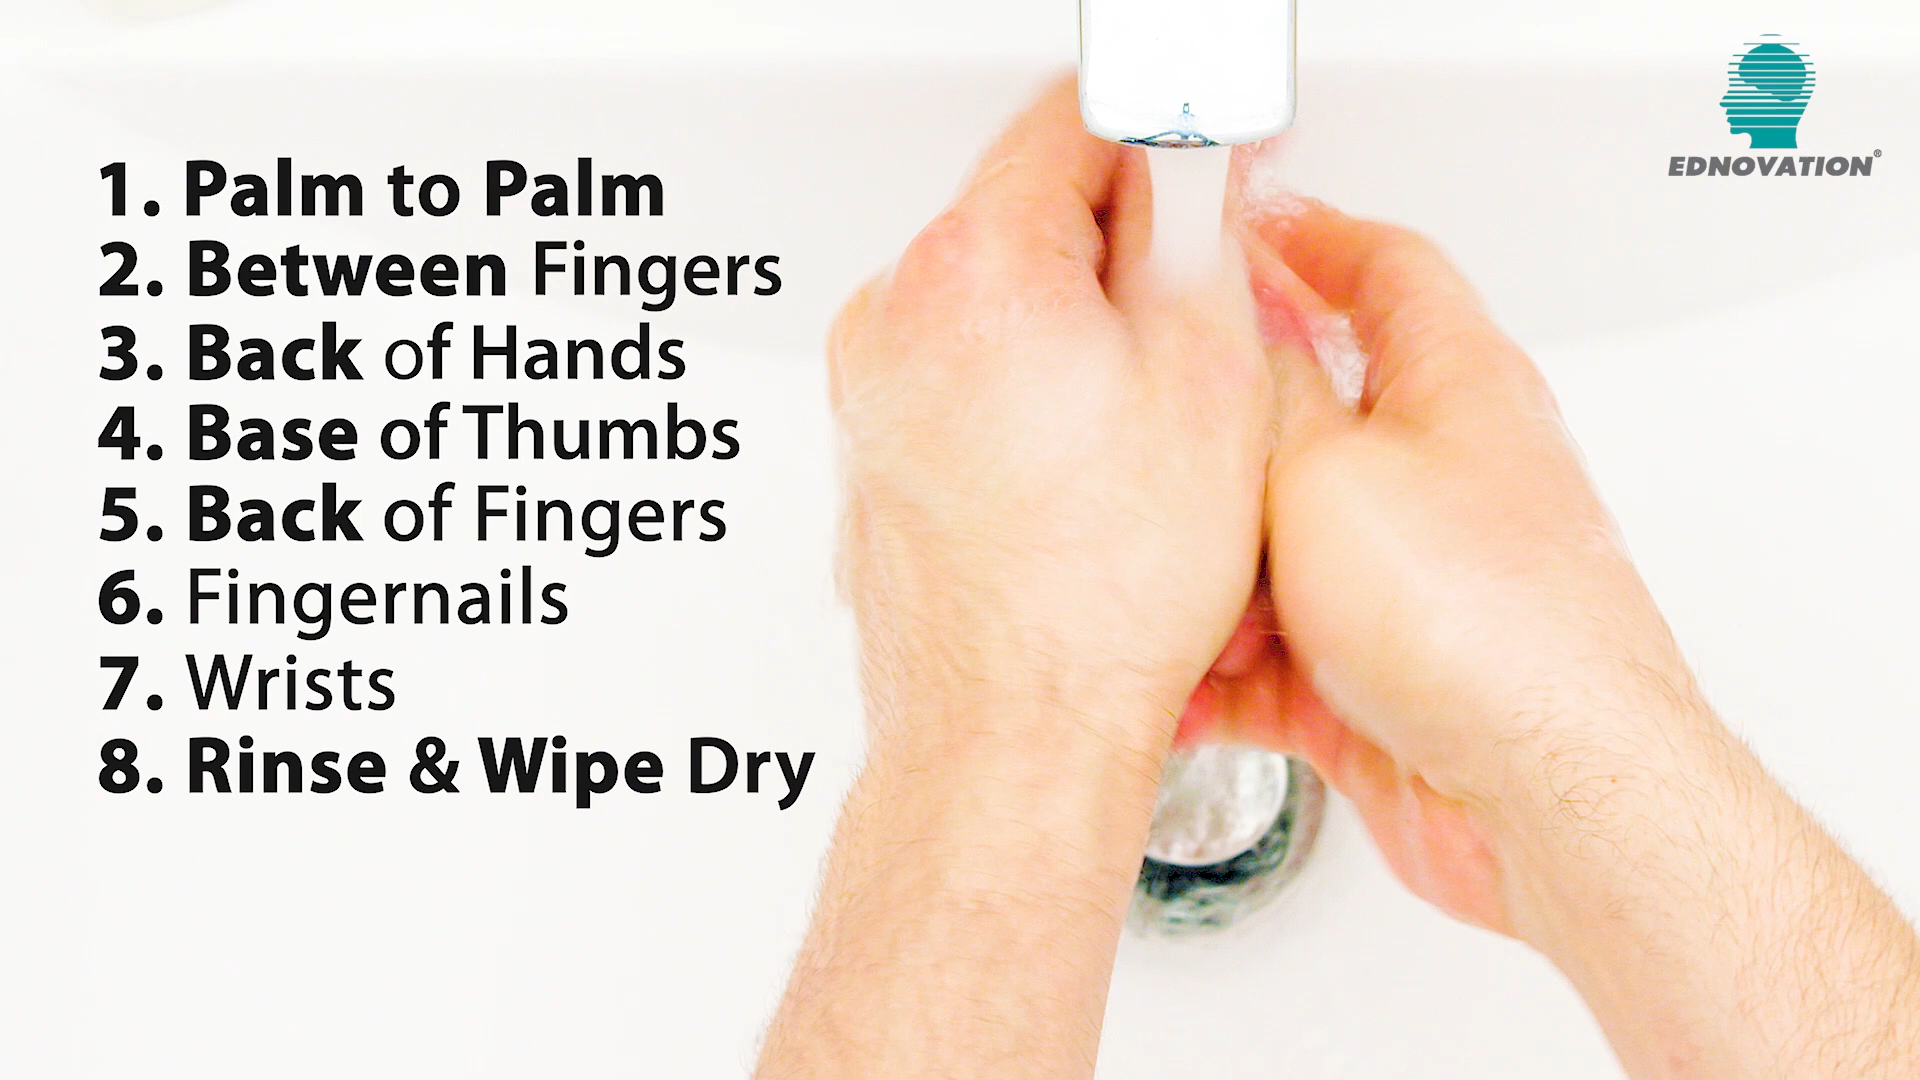 1. Palm to Palm
2. Between Fingers
3. Back of Hands
4. Base of Thumbs
5. Back of Fingers
6. Fingernails
7. Wrists
8. Rinse & Wipe Dry
EDNOVATION®